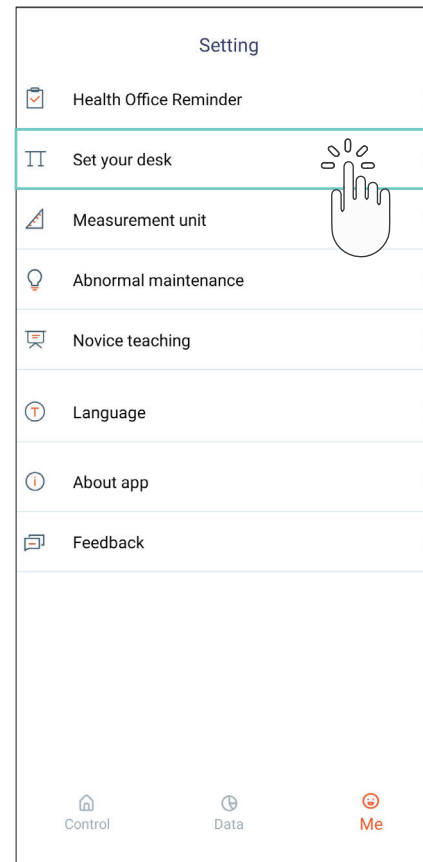 Setting
Health Office Reminder
Set your desk
Measurement unit
Abnormal maintenance
Novice teaching
Language
About app
Feedback
Control Data Me